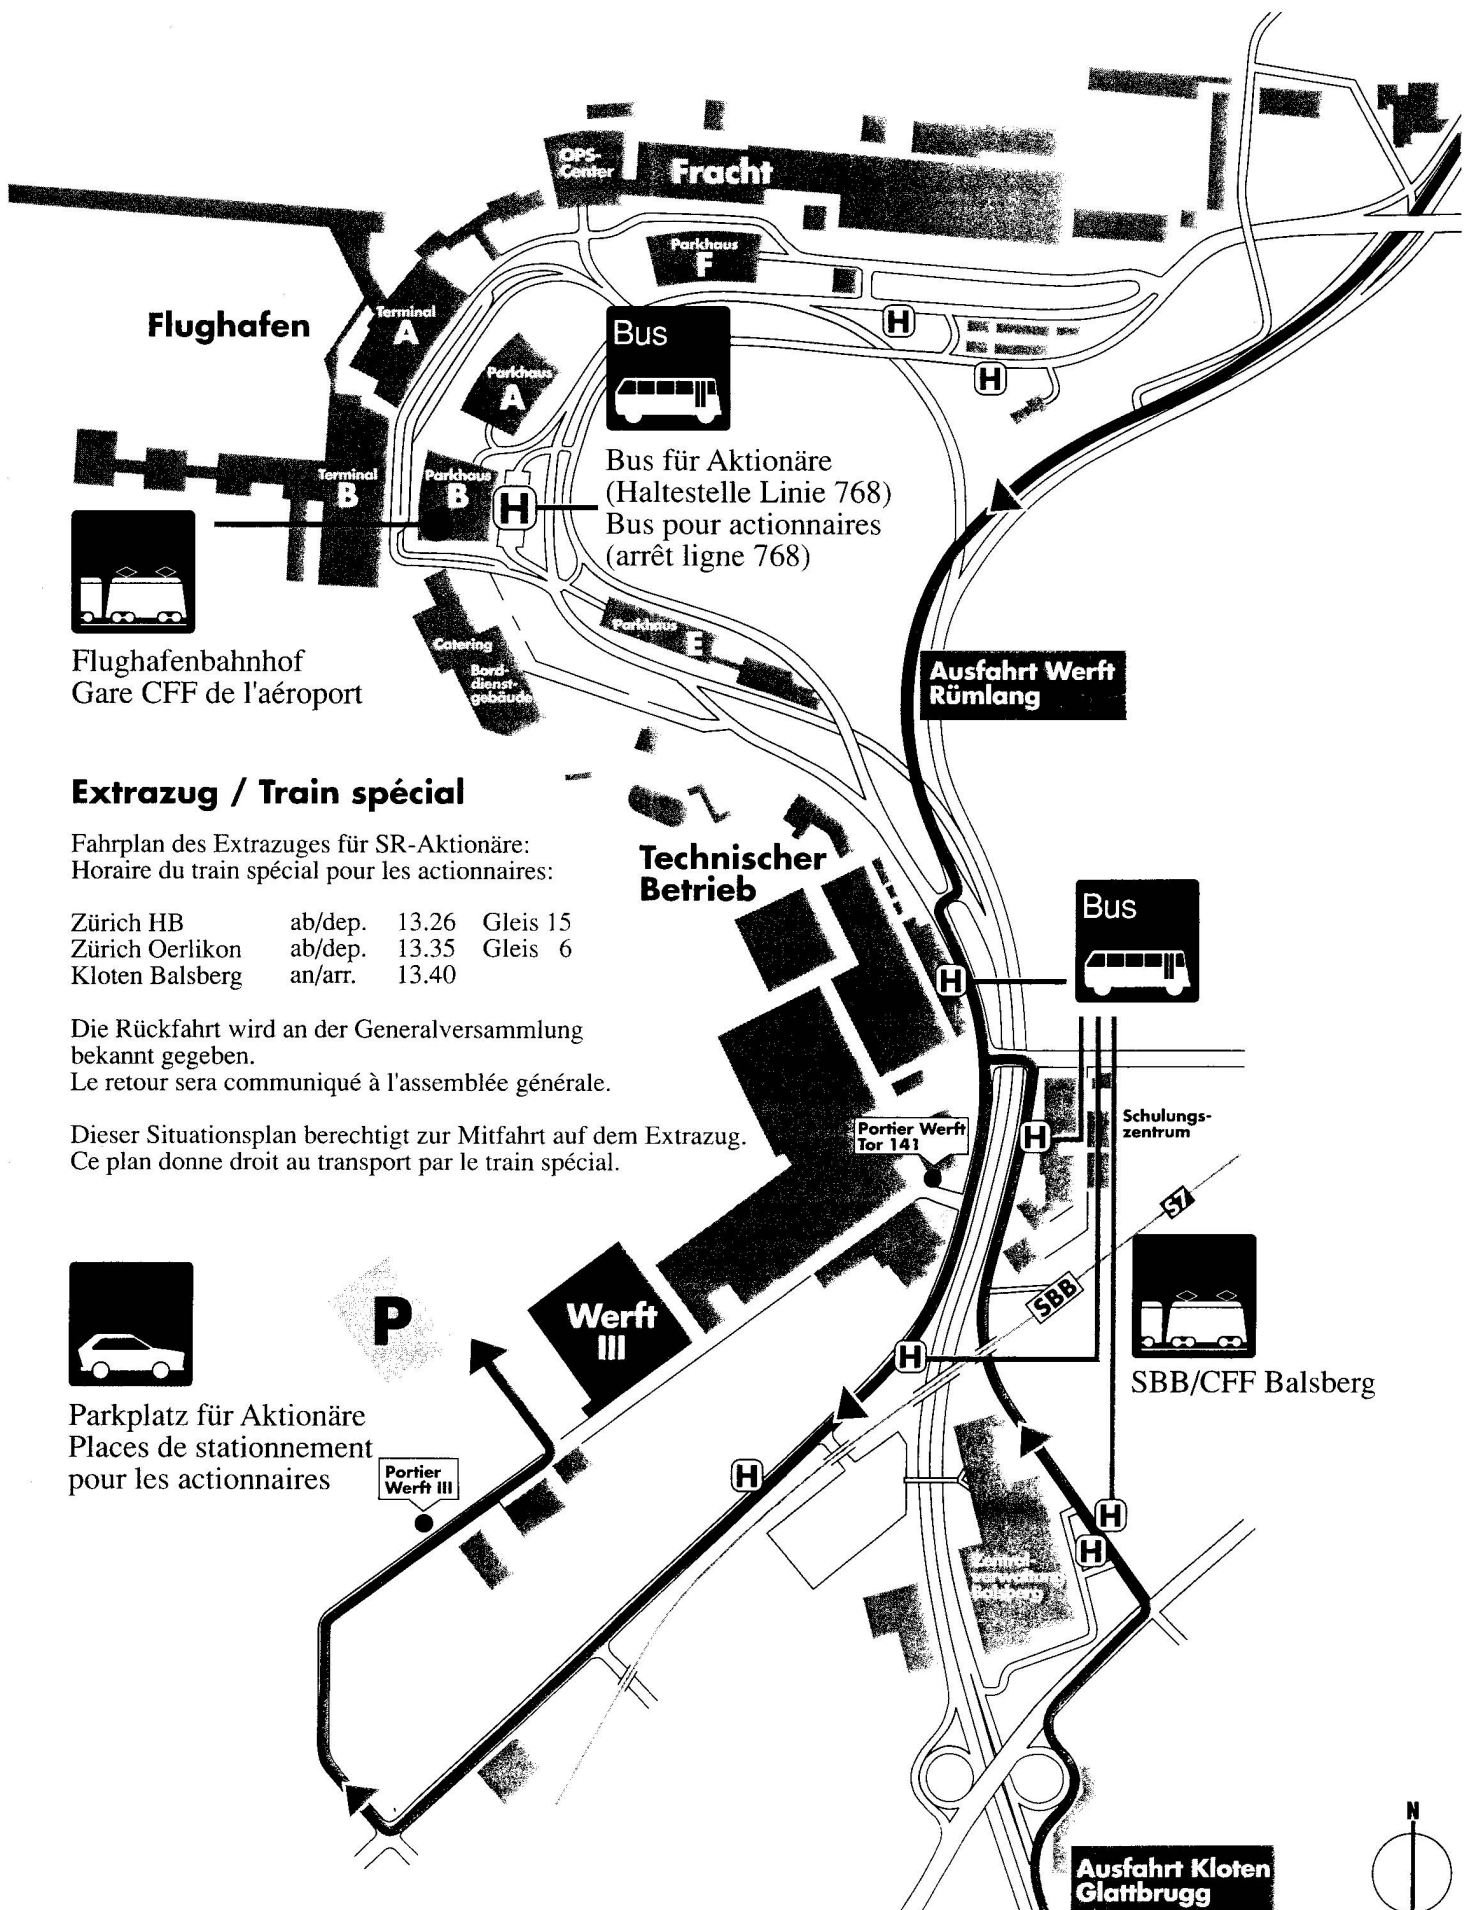 OPS-
Center
Fracht
Parkhaus
F
Flughafen
Terminal
A
Bus
H
H
Parkhaus
A
Bus für Aktionäre
(Haltestelle Linie 768)
Bus pour actionnaires
(arrêt ligne 768)
Terminal
B
Parkhaus
B
H
Flughafenbahnhof
Gare CFF de l'aéroport
Parkhaus E
Catering
Bord-
dienst-
gebäude
Ausfahrt Werft
Rümlang
Extrazug / Train spécial
Fahrplan des Extrazuges für SR-Aktionäre:
Horaire du train spécial pour les actionnaires:
Zürich HB ab/dep. 13.26 Gleis 15
Zürich Oerlikon ab/dep. 13.35 Gleis 6
Kloten Balsberg an/arr. 13.40
Die Rückfahrt wird an der Generalversammlung
bekannt gegeben.
Le retour sera communiqué à l'assemblée générale.
Dieser Situationsplan berechtigt zur Mitfahrt auf dem Extrazug.
Ce plan donne droit au transport par le train spécial.
Technischer
Betrieb
Bus
H
Portier Werft
Tor 141
H
Schulungs-
zentrum
S7
SBB
SBB/CFF Balsberg
P
Werft
III
H
Parkplatz für Aktionäre
Places de stationnement
pour les actionnaires
Portier
Werft III
H
H
H
Zentral-
verwaltung
Balsberg
N
Ausfahrt Kloten
Glattbrugg